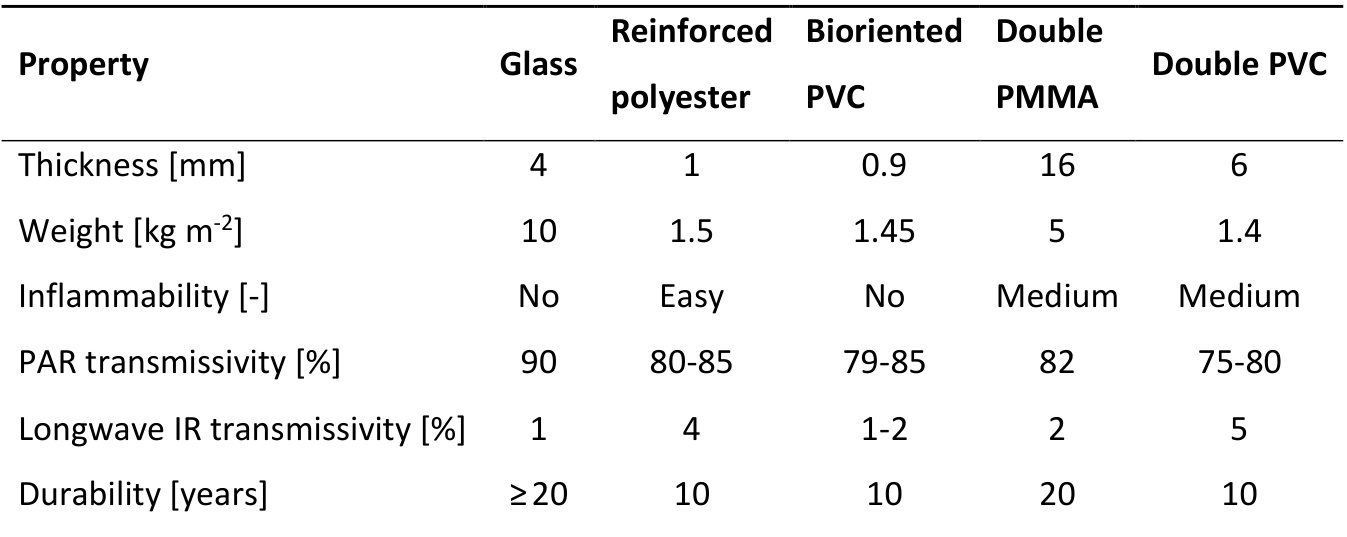 Property Glass Reinforced polyester Bioriented PVC Double PMMA Double PVC
Thickness [mm] 4 1 0.9 16 6
Weight [kg m-2] 10 1.5 1.45 5 1.4
Inflammability [-] No Easy No Medium Medium
PAR transmissivity [%] 90 80-85 79-85 82 75-80
Longwave IR transmissivity [%] 1 4 1-2 2 5
Durability [years] ≥20 10 10 20 10